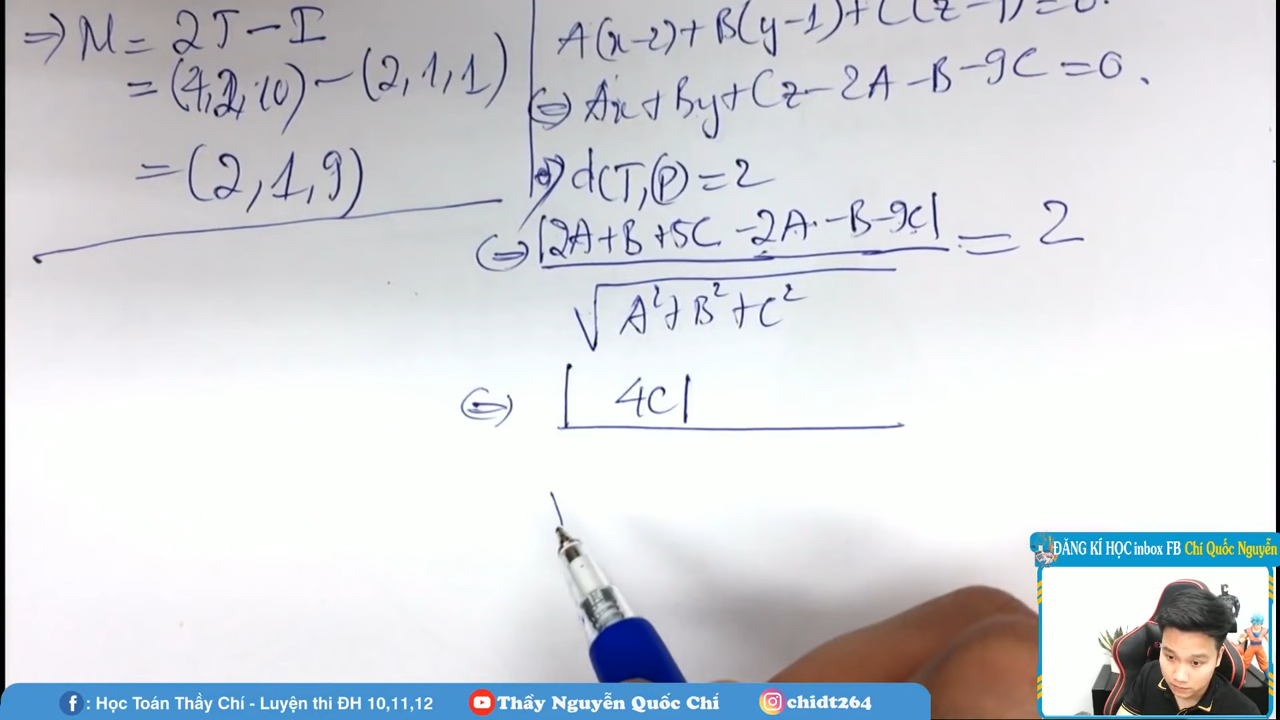 ⇒ M = 2J - I
= (4, 2, 10) - (2, 1, 1)
= (2, 1, 9)
A(x-2) + B(y-1) + C(z-9) = 0.
⇔ Ax + By + Cz - 2A - B - 9C = 0.
d(J, (P)) = 2
⇔ |2A + B + 5C - 2A - B - 9C| = 2
√A² + B² + C²
⇔ | 4C|
ĐĂNG KÍ HỌC inbox FB Chí Quốc Nguyễn
: Học Toán Thầy Chí - Luyện thi ĐH 10,11,12
Thầy Nguyễn Quốc Chí
chidt264